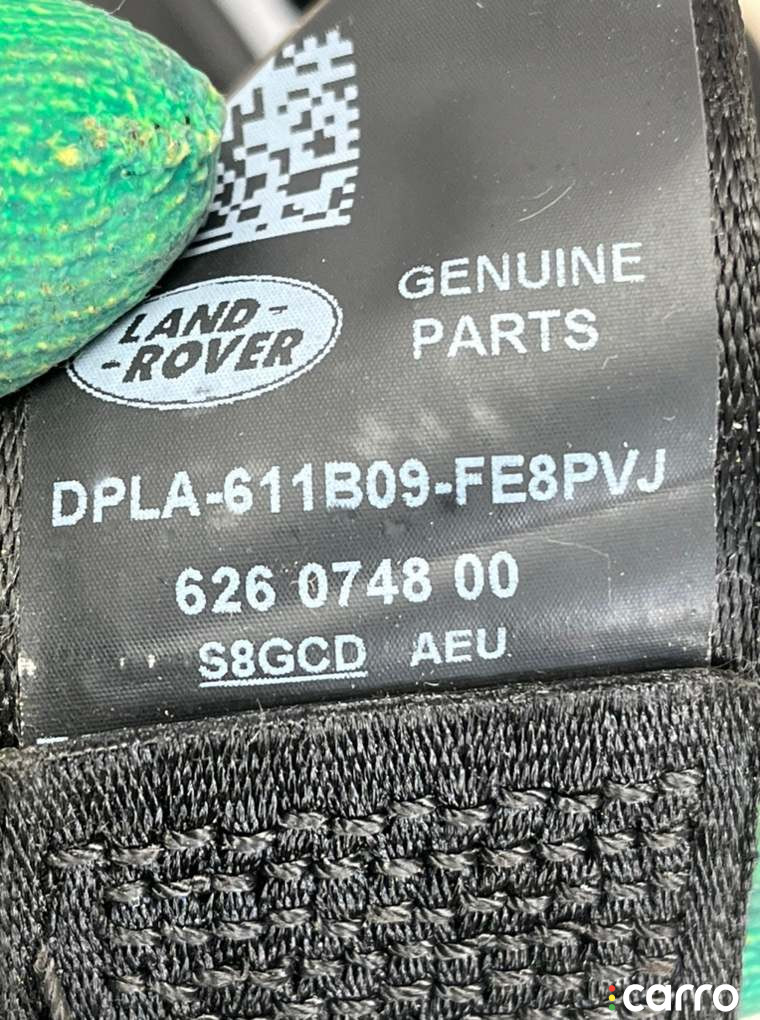 LAND-
-ROVER
GENUINE
PARTS
DPLA-611B09-FE8PVJ
626 0748 00
S8GCD AEU
carro